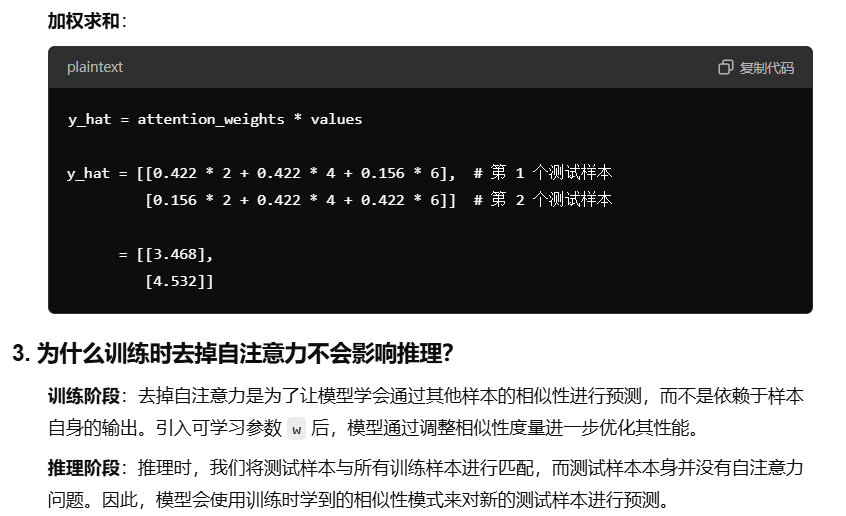 加权求和：
plaintext
复制代码
y_hat = attention_weights * values
y_hat = [[0.422 * 2 + 0.422 * 4 + 0.156 * 6],  # 第 1 个测试样本
         [0.156 * 2 + 0.422 * 4 + 0.422 * 6]]  # 第 2 个测试样本
      = [[3.468],
         [4.532]]
3. 为什么训练时去掉自注意力不会影响推理？
训练阶段：去掉自注意力是为了让模型学会通过其他样本的相似性进行预测，而不是依赖于样本
自身的输出。引入可学习参数 w 后，模型通过调整相似性度量进一步优化其性能。
推理阶段：推理时，我们将测试样本与所有训练样本进行匹配，而测试样本本身并没有自注意力
问题。因此，模型会使用训练时学到的相似性模式来对新的测试样本进行预测。